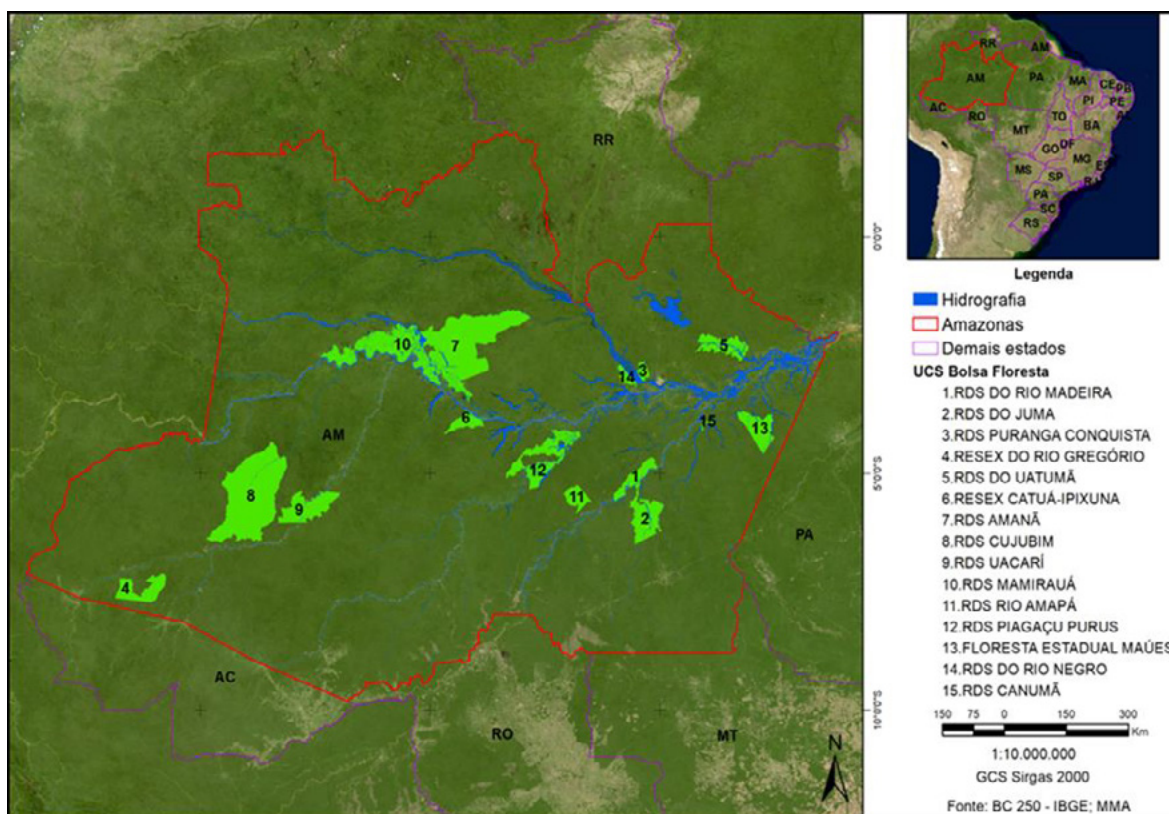 RR
AM
10
7
5
14
3
6
15
13
AM
12
1
11
8
9
2
PA
4
AC
RO
MT
N
0°0'0"
5°0'0"S
10°0'0"S
RR
AM
AM
PA
MA
CE
PB
PE
PI
AC
RO
TO
AL
MT
BA
DF
GO
MG
ES
MS
SP
RJ
PA
SC
RS
Legenda
Hidrografia
Amazonas
Demais estados
UCS Bolsa Floresta
1.RDS DO RIO MADEIRA
2.RDS DO JUMA
3.RDS PURANGA CONQUISTA
4.RESEX DO RIO GREGÓRIO
5.RDS DO UATUMÃ
6.RESEX CATUÁ-IPIXUNA
7.RDS AMANÃ
8.RDS CUJUBIM
9.RDS UACARÍ
10.RDS MAMIRAUÁ
11.RDS RIO AMAPÁ
12.RDS PIAGAÇU PURUS
13.FLORESTA ESTADUAL MAÚES
14.RDS DO RIO NEGRO
15.RDS CANUMÃ
150 75 0 150 300
Km
1:10.000.000
GCS Sirgas 2000
Fonte: BC 250 - IBGE; MMA